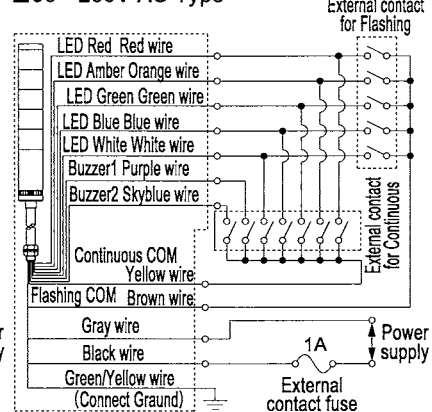 200V AC Type
External contact
for Flashing
LED Red Red wire
LED Amber Orange wire
LED Green Green wire
LED Blue Blue wire
LED White White wire
Buzzer1 Purple wire
Buzzer2 Skyblue wire
External contact
for Continuous
Continuous COM
Yellow wire
Flashing COM Brown wire
Gray wire
Black wire
1A
Power
supply
Green/Yellow wire
(Connect Ground)
External
contact fuse